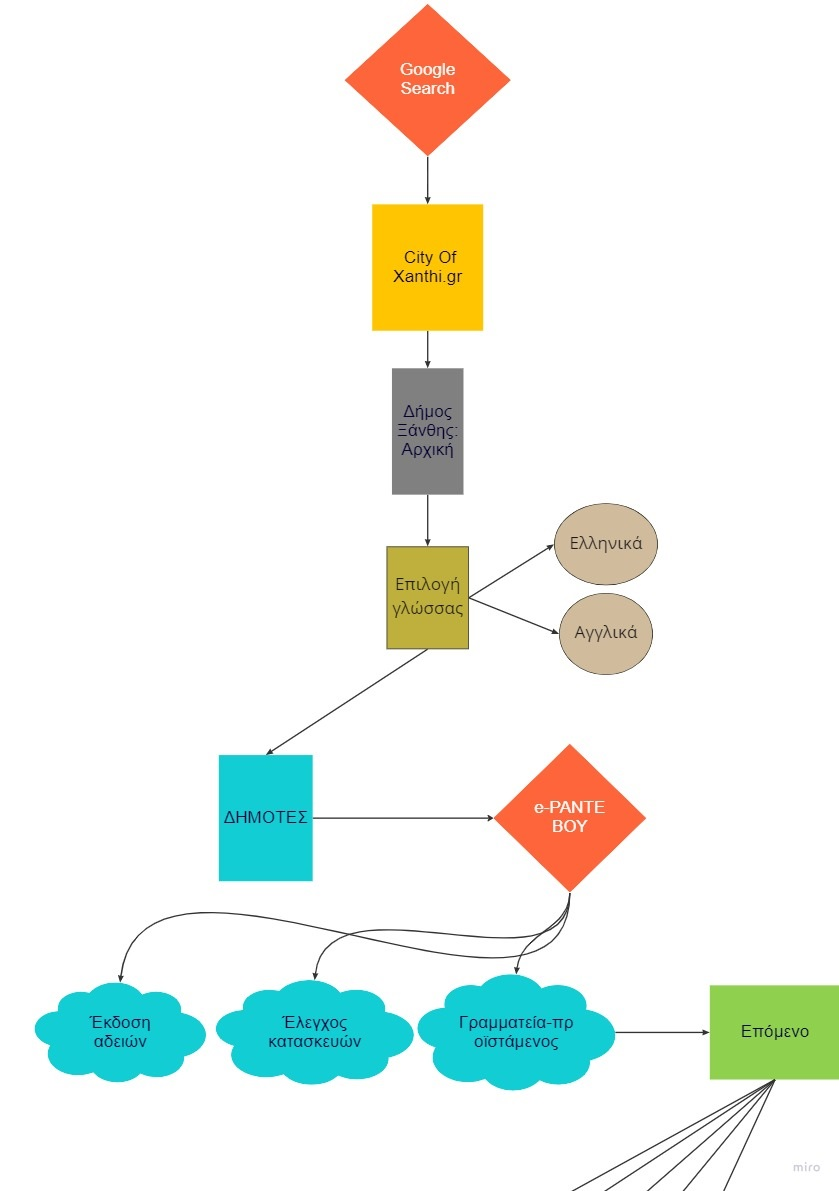 Google
Search
City Of
Xanthi.gr
Δήμος
Ξάνθης:
Αρχική
Επιλογή
γλώσσας
Ελληνικά
Αγγλικά
ΔΗΜΟΤΕΣ
e-ΡΑΝΤΕ
ΒΟΥ
Έκδοση
αδειών
Έλεγχος
κατασκευών
Γραμματεία-πρ
οϊστάμενος
Επόμενο
miro